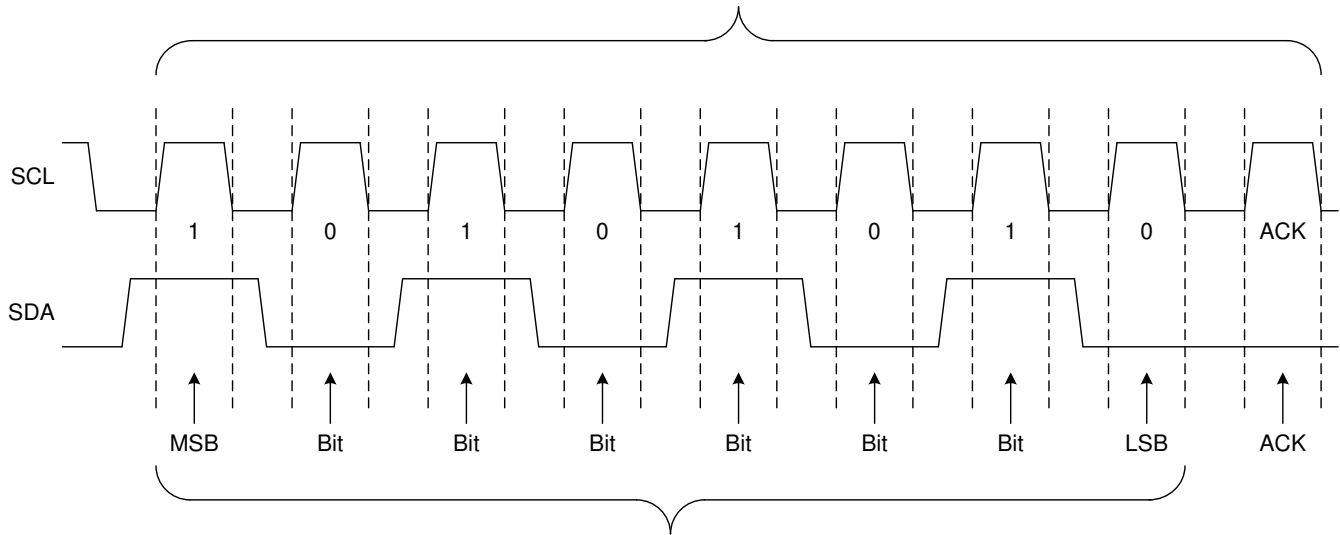 SCL
1 0 1 0 1 0 1 0 ACK
SDA
MSB Bit Bit Bit Bit Bit Bit LSB ACK